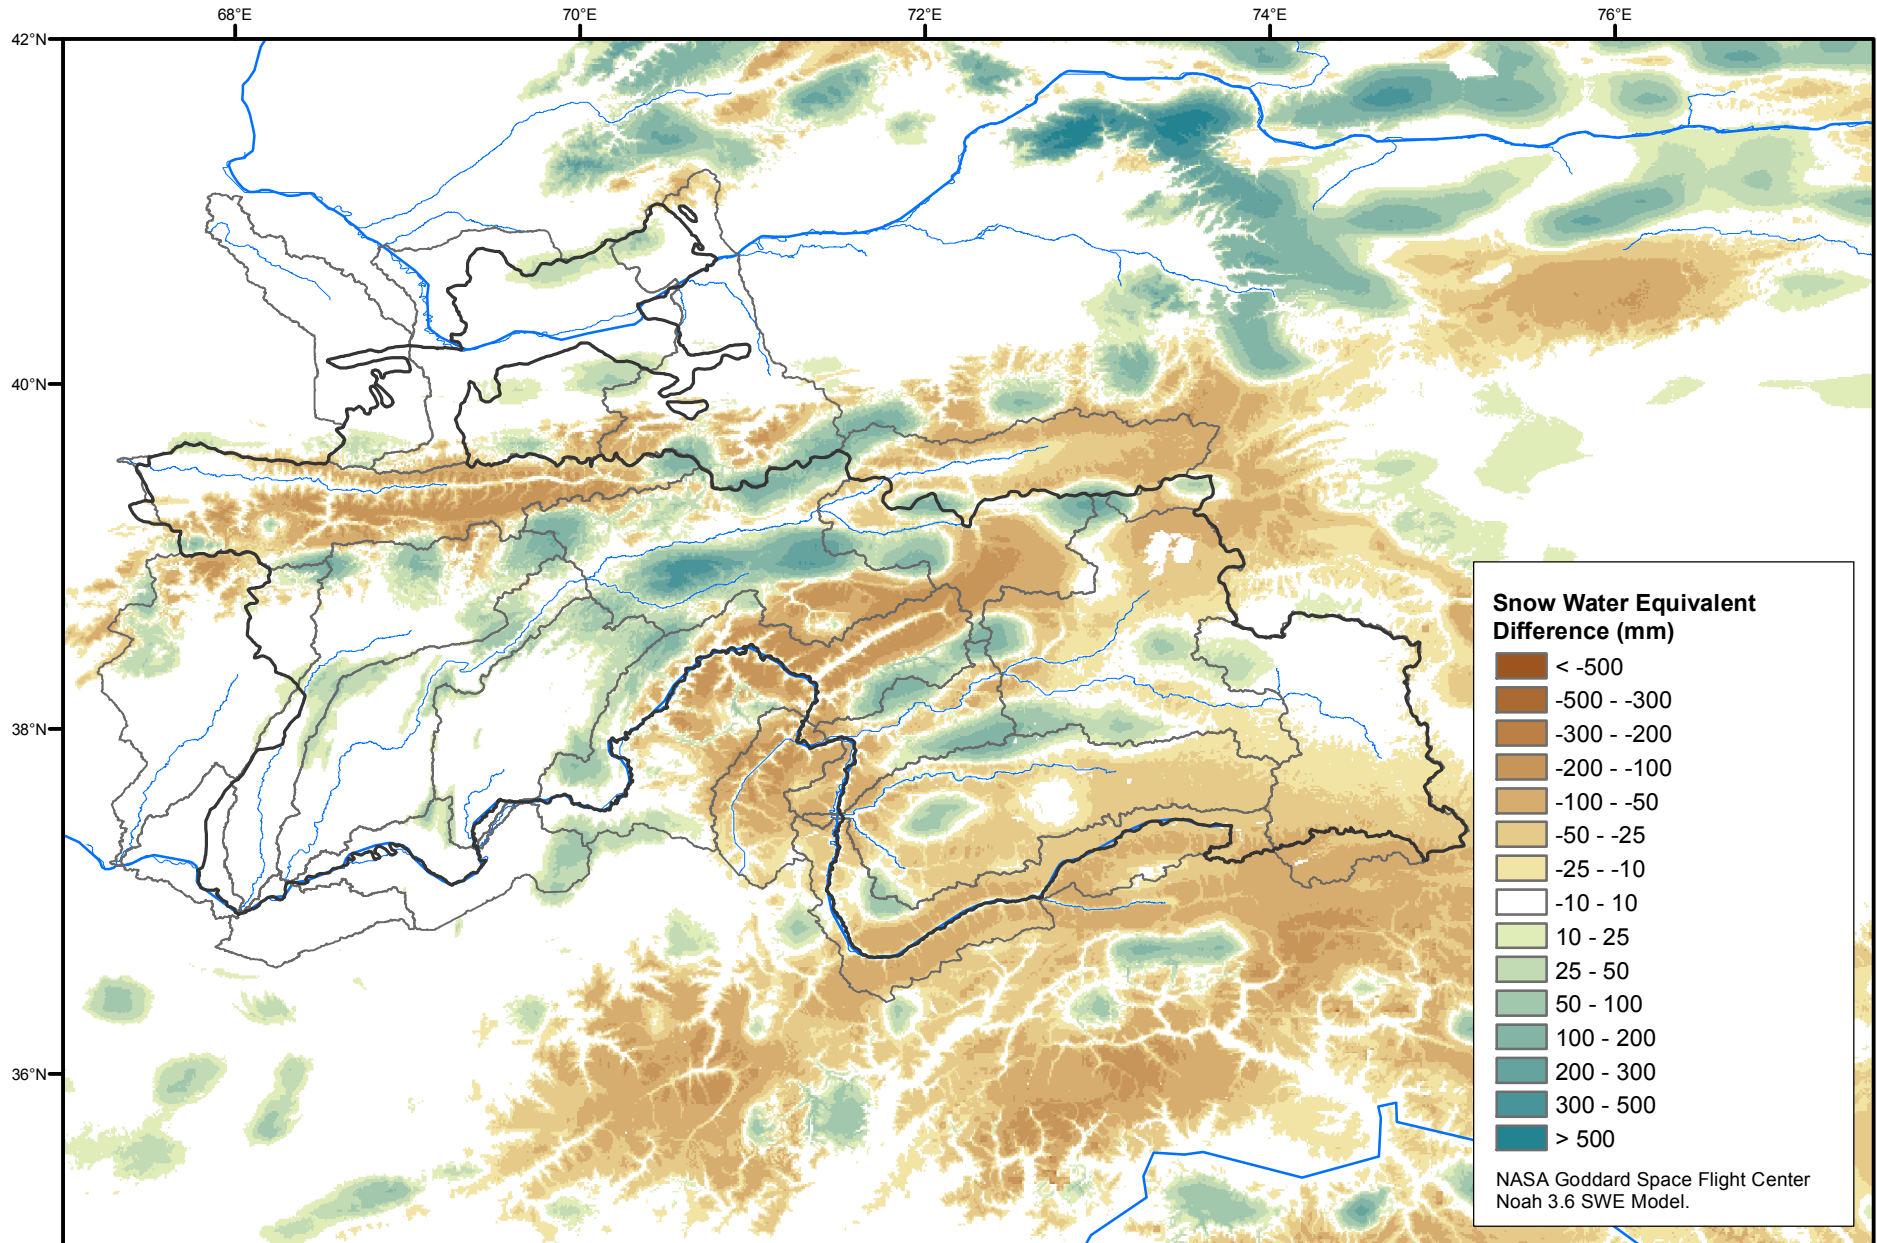 68°E
70°E
72°E
74°E
76°E
42°N
40°N
38°N
36°N
Snow Water Equivalent
Difference (mm)
< -500
-500 - -300
-300 - -200
-200 - -100
-100 - -50
-50 - -25
-25 - -10
-10 - 10
10 - 25
25 - 50
50 - 100
100 - 200
200 - 300
300 - 500
> 500
NASA Goddard Space Flight Center
Noah 3.6 SWE Model.